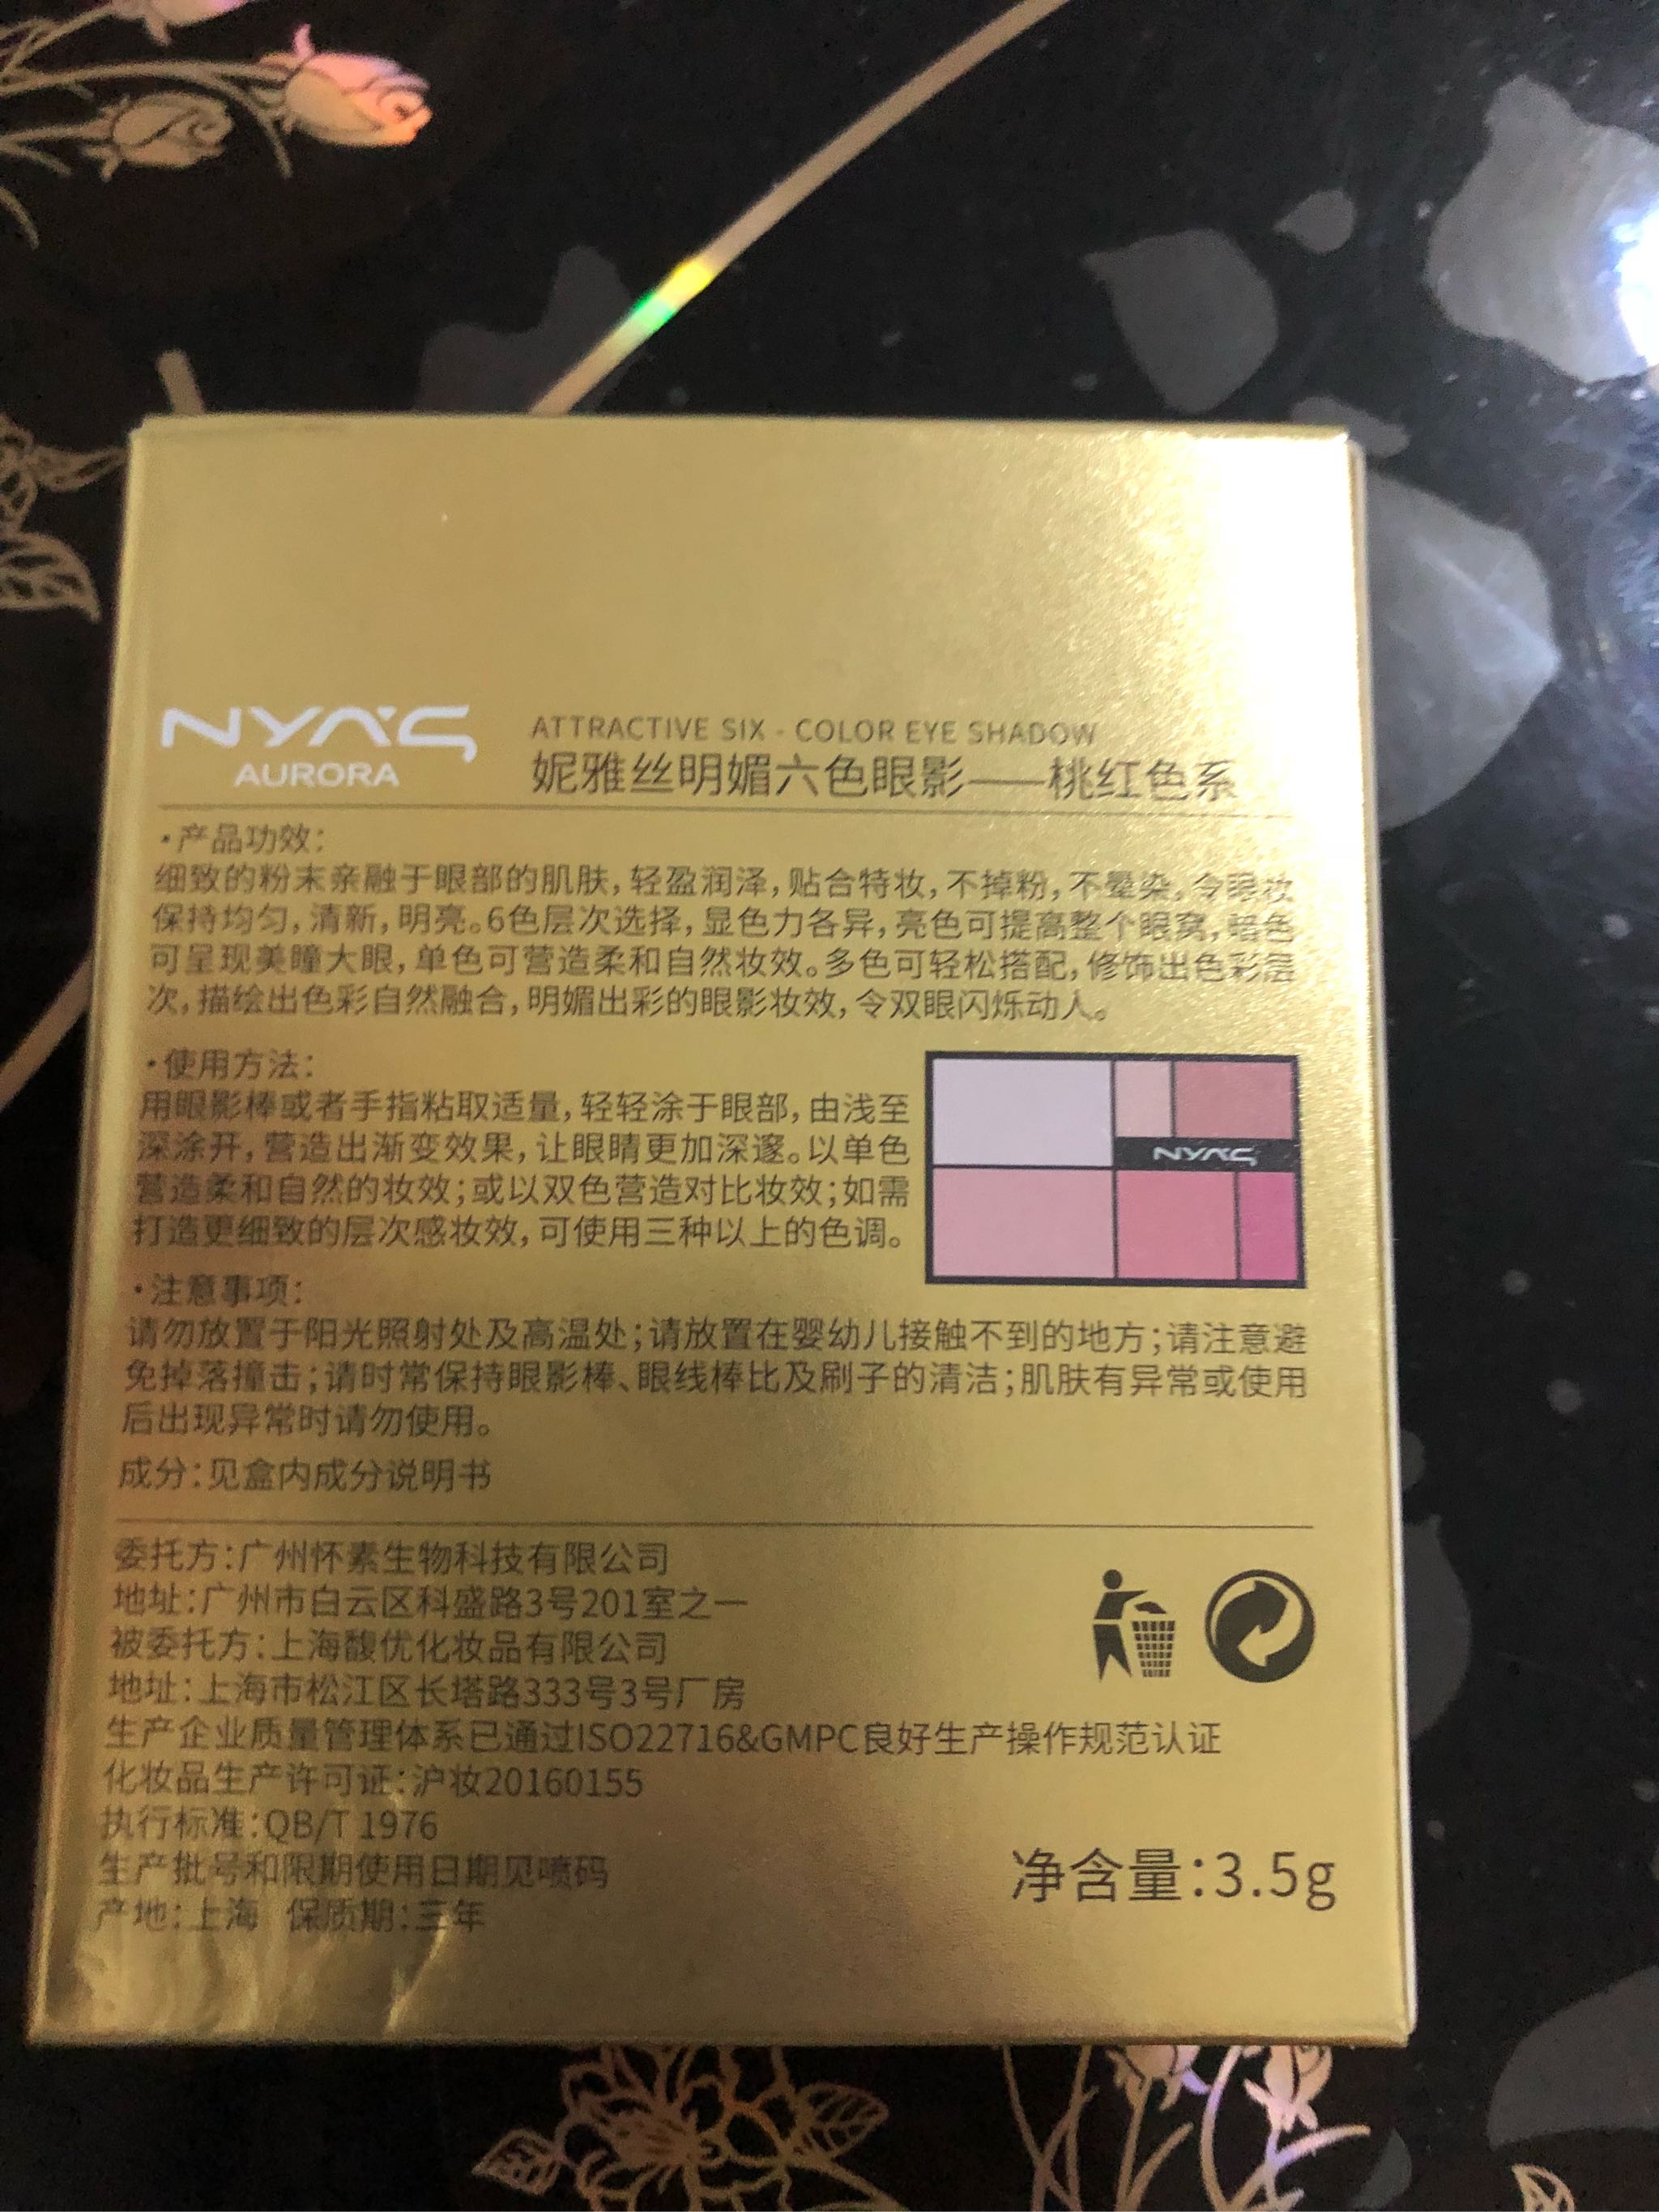 NYA'S
AURORA
ATTRACTIVE SIX - COLOR EYE SHADOW
妮雅丝明媚六色眼影——桃红色系
·产品功效：
细致的粉末亲融于眼部的肌肤，轻盈润泽，贴合特妆，不掉粉，不晕染，令眼妆
保持均匀，清新，明亮。6色层次选择，显色力各异，亮色可提高整个眼窝，暗色
可呈现美瞳大眼，单色可营造柔和自然妆效。多色可轻松搭配，修饰出色彩层
次，描绘出色彩自然融合，明媚出彩的眼影妆效，令双眼闪烁动人。
·使用方法：
用眼影棒或者手指粘取适量，轻轻涂于眼部，由浅至
深涂开，营造出渐变效果，让眼睛更加深邃。以单色
营造柔和自然的妆效；或以双色营造对比妆效；如需
打造更细致的层次感妆效，可使用三种以上的色调。
NYA'S
·注意事项：
请勿放置于阳光照射处及高温处；请放置在婴幼儿接触不到的地方；请注意避
免掉落撞击；请时常保持眼影棒、眼线棒比及刷子的清洁；肌肤有异常或使用
后出现异常时请勿使用。
成分：见盒内成分说明书
委托方：广州怀素生物科技有限公司
地址：广州市白云区科盛路3号201室之一
被委托方：上海馥优化妆品有限公司
地址：上海市松江区长塔路333号3号厂房
生产企业质量管理体系已通过ISO22716&GMPC良好生产操作规范认证
化妆品生产许可证：沪妆20160155
执行标准：QB/T 1976
生产批号和限期使用日期见喷码
产地：上海 保质期：三年
净含量：3.5g